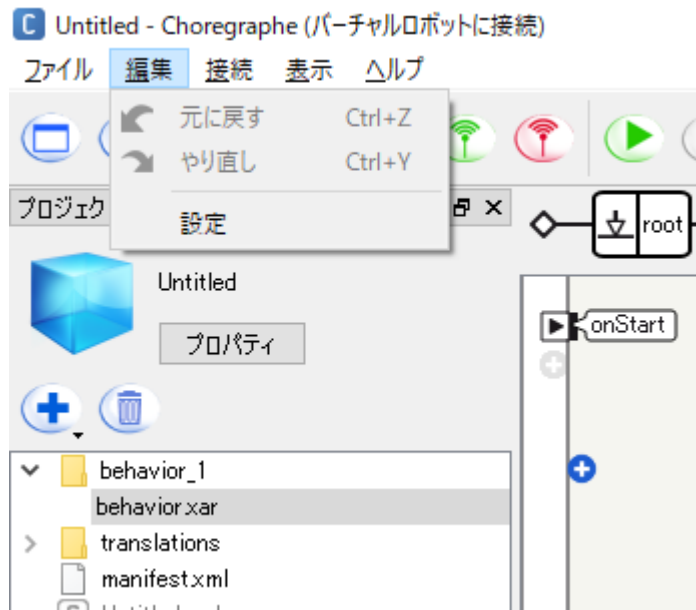 Untitled - Choregraphe (バーチャルロボットに接続)
ファイル 編集 接続 表示 ヘルプ
元に戻す Ctrl+Z
やり直し Ctrl+Y
設定
プロジェク
root
Untitled
プロパティ
onStart
behavior_1
behavior.xar
translations
manifest.xml